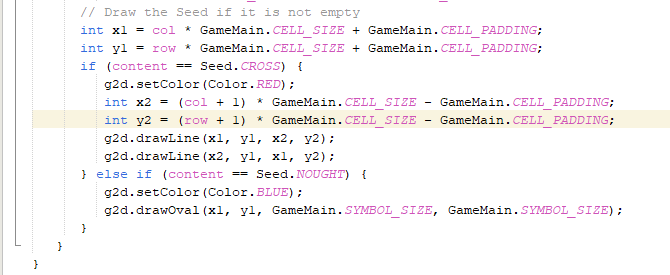 // Draw the Seed if it is not empty
int x1 = col * GameMain.CELL_SIZE + GameMain.CELL_PADDING;
int y1 = row * GameMain.CELL_SIZE + GameMain.CELL_PADDING;
if (content == Seed.CROSS) {
g2d.setColor(Color.RED);
int x2 = (col + 1) * GameMain.CELL_SIZE - GameMain.CELL_PADDING;
int y2 = (row + 1) * GameMain.CELL_SIZE - GameMain.CELL_PADDING;
g2d.drawLine(x1, y1, x2, y2);
g2d.drawLine(x2, y1, x1, y2);
} else if (content == Seed.NOUGHT) {
g2d.setColor(Color.BLUE);
g2d.drawOval(x1, y1, GameMain.SYMBOL_SIZE, GameMain.SYMBOL_SIZE);
}
}
}